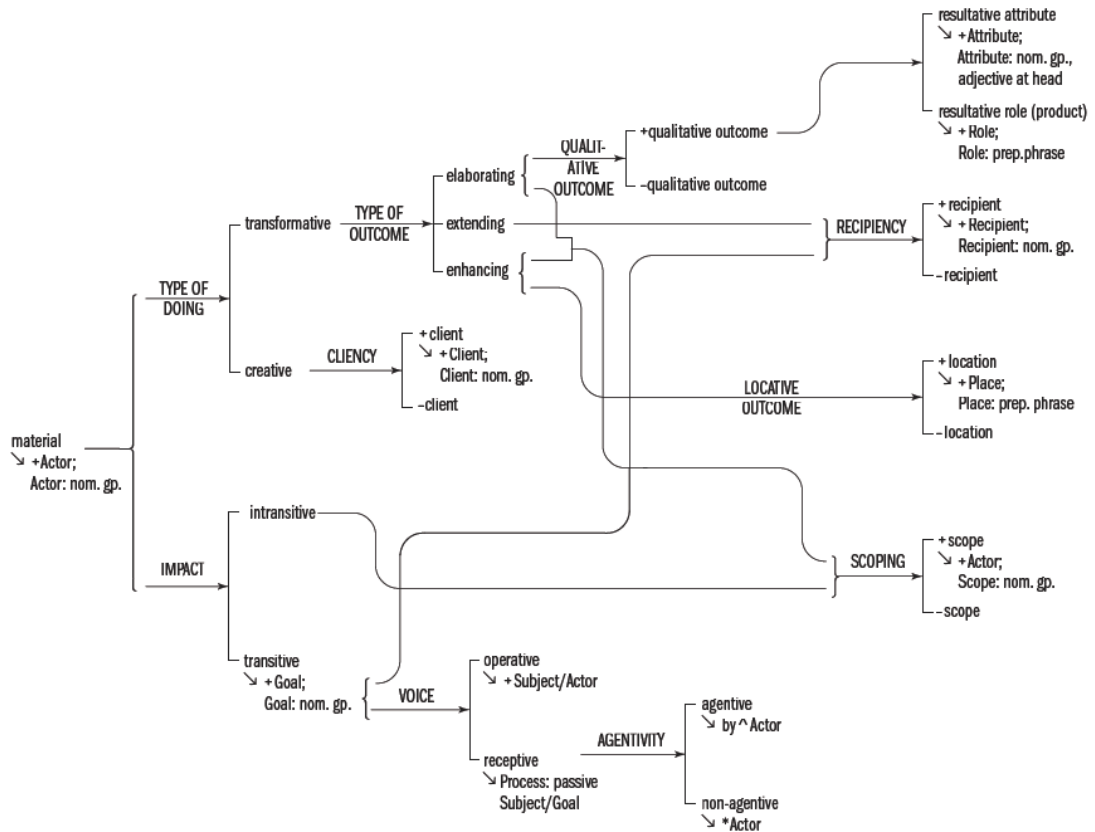 resultative attribute
↘ +Attribute;
Attribute: nom. gp.,
adjective at head
resultative role (product)
↘ +Role;
Role: prep.phrase
+qualitative outcome
−qualitative outcome
QUALIT-
ATIVE
OUTCOME
elaborating
extending
enhancing
TYPE OF
OUTCOME
transformative
RECIPIENCY
+recipient
↘ +Recipient;
Recipient: nom. gp.
−recipient
TYPE OF
DOING
creative
CLIENCY
+client
↘ +Client;
Client: nom. gp.
−client
LOCATIVE
OUTCOME
+location
↘ +Place;
Place: prep. phrase
−location
material
↘ +Actor;
Actor: nom. gp.
IMPACT
intransitive
SCOPING
+scope
↘ +Actor;
Scope: nom. gp.
−scope
transitive
↘ +Goal;
Goal: nom. gp.
VOICE
operative
↘ +Subject/Actor
receptive
↘ Process: passive
Subject/Goal
AGENTIVITY
agentive
↘ by^Actor
non-agentive
↘ *Actor